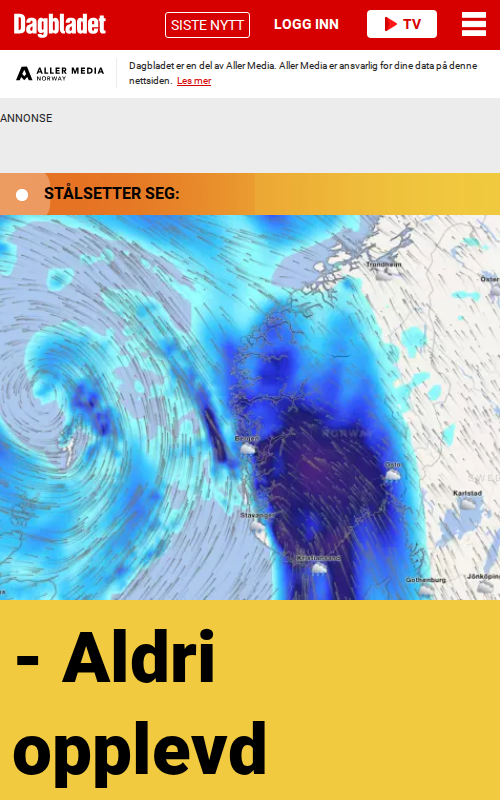 Dagbladet
SISTE NYTT
LOGG INN
TV
ALLER MEDIA
NORWAY
Dagbladet er en del av Aller Media. Aller Media er ansvarlig for dine data på denne
nettsiden. Les mer
ANNONSE
STÅLSETTER SEG:
Trondheim
Öster
NORWAY
Bergen
Oslo
SWED
Karlstad
Stavanger
Kristiansand
Gothenburg
Jönköping
- Aldri
opplevd